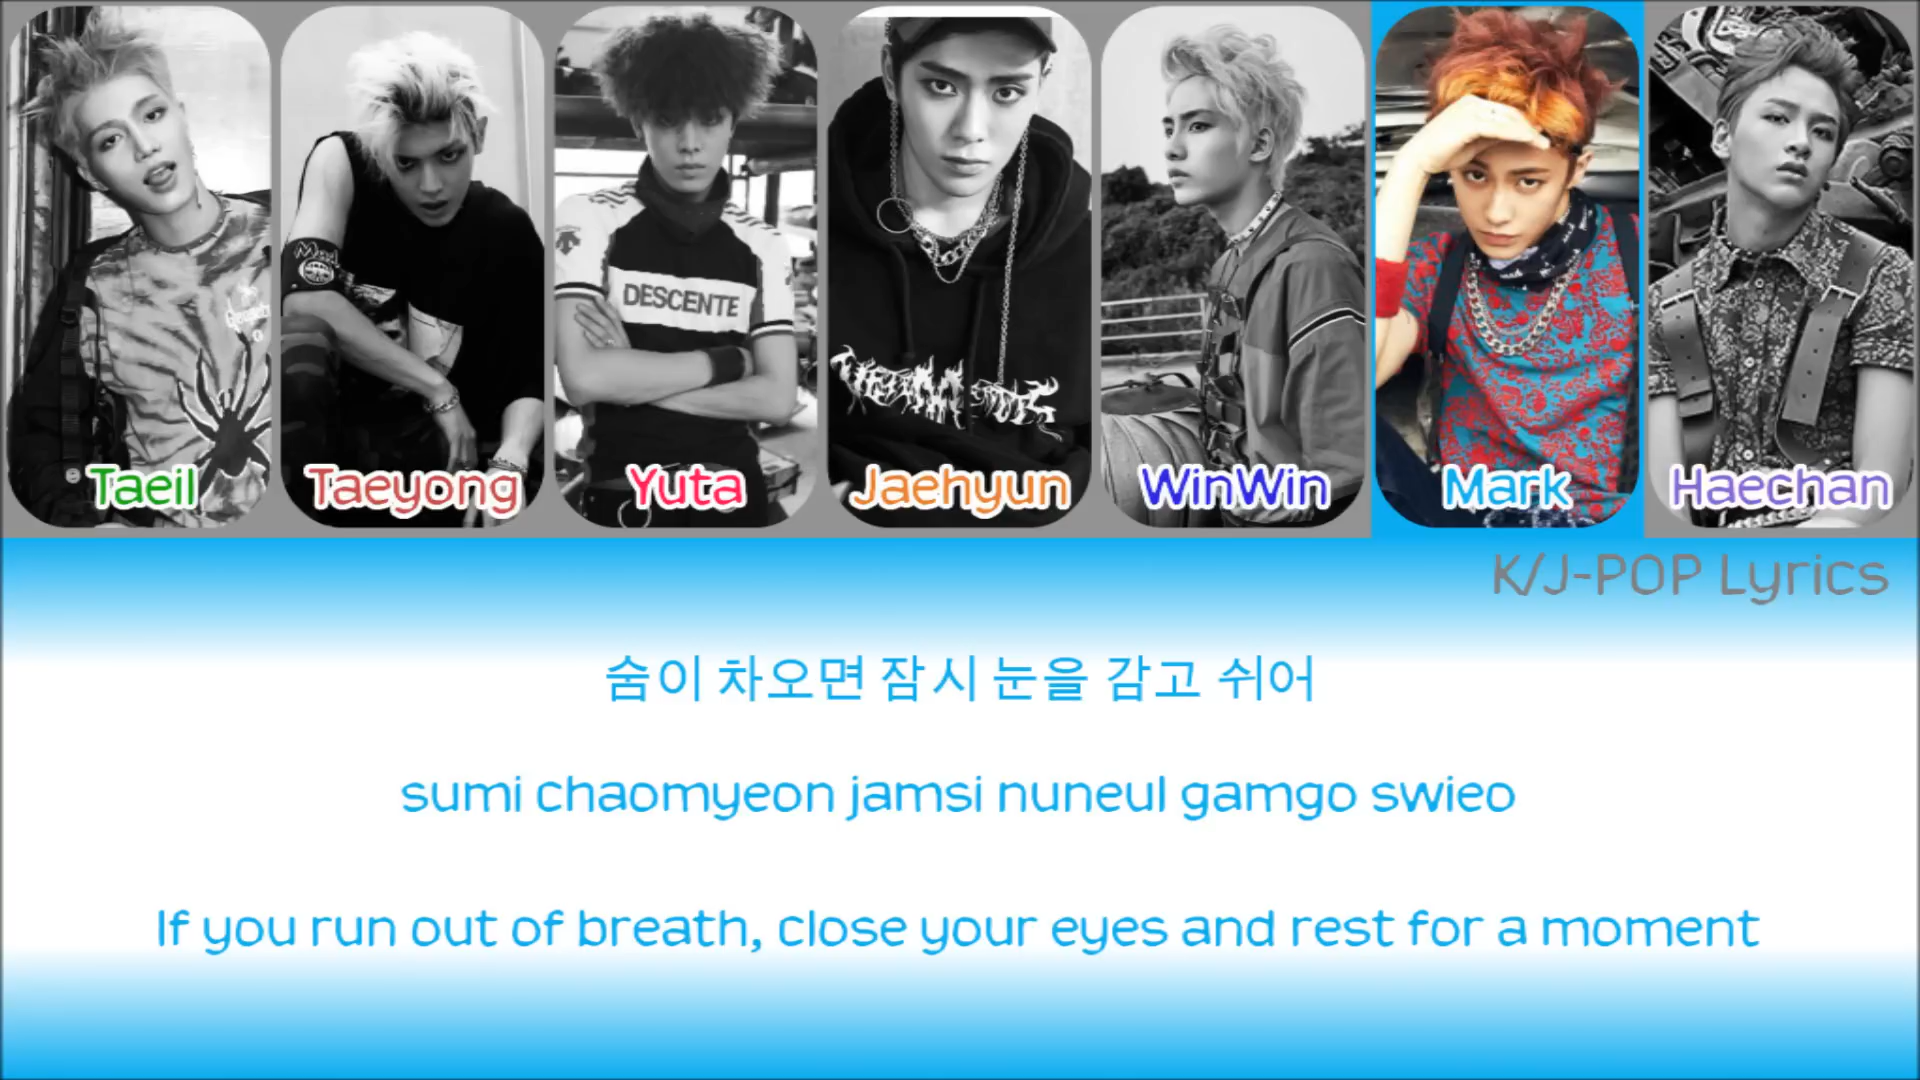 DESCENTE
Taeil
Taeyong
Yuta
Jaehyun
WinWin
Mark
Haechan
K/J-POP Lyrics
숨이 차오면 잠시 눈을 감고 쉬어
sumi chaomyeon jamsi nuneul gamgo swieo
If you run out of breath, close your eyes and rest for a moment